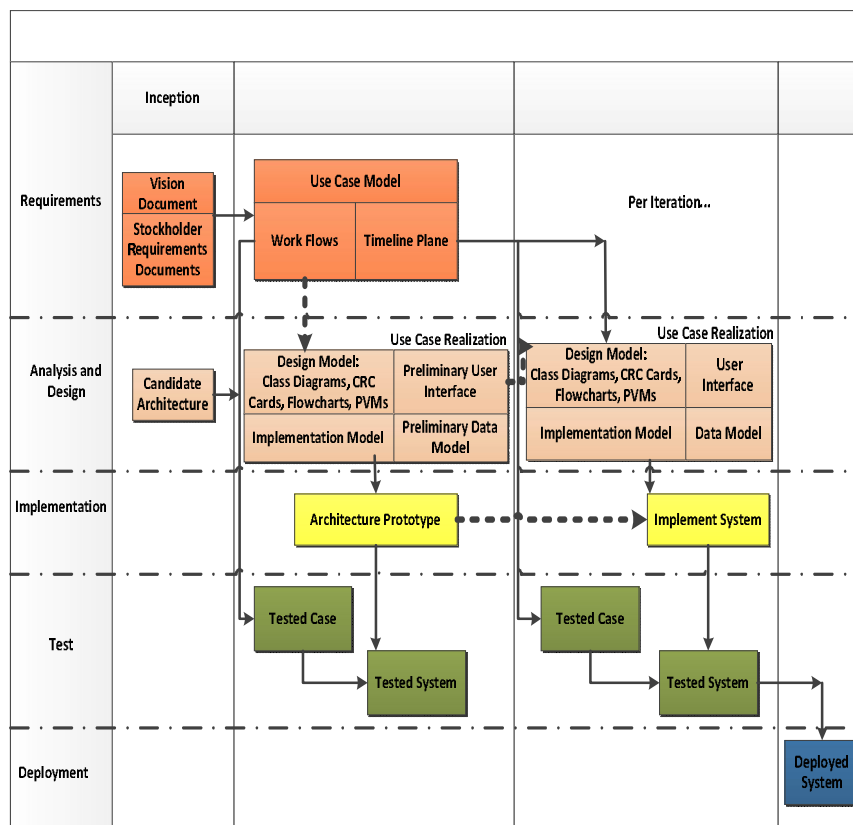 Inception
Requirements
Vision
Document
Stockholder
Requirements
Documents
Use Case Model
Work Flows
Timeline Plane
Per Iteration...
Analysis and
Design
Candidate
Architecture
Use Case Realization
Design Model:
Class Diagrams, CRC
Cards, Flowcharts, PVMs
Preliminary User
Interface
Implementation Model
Preliminary Data
Model
Use Case Realization
Design Model:
Class Diagrams, CRC Cards,
Flowcharts, PVMs
User
Interface
Implementation Model
Data Model
Implementation
Architecture Prototype
Implement System
Test
Tested Case
Tested System
Tested Case
Tested System
Deployment
Deployed
System